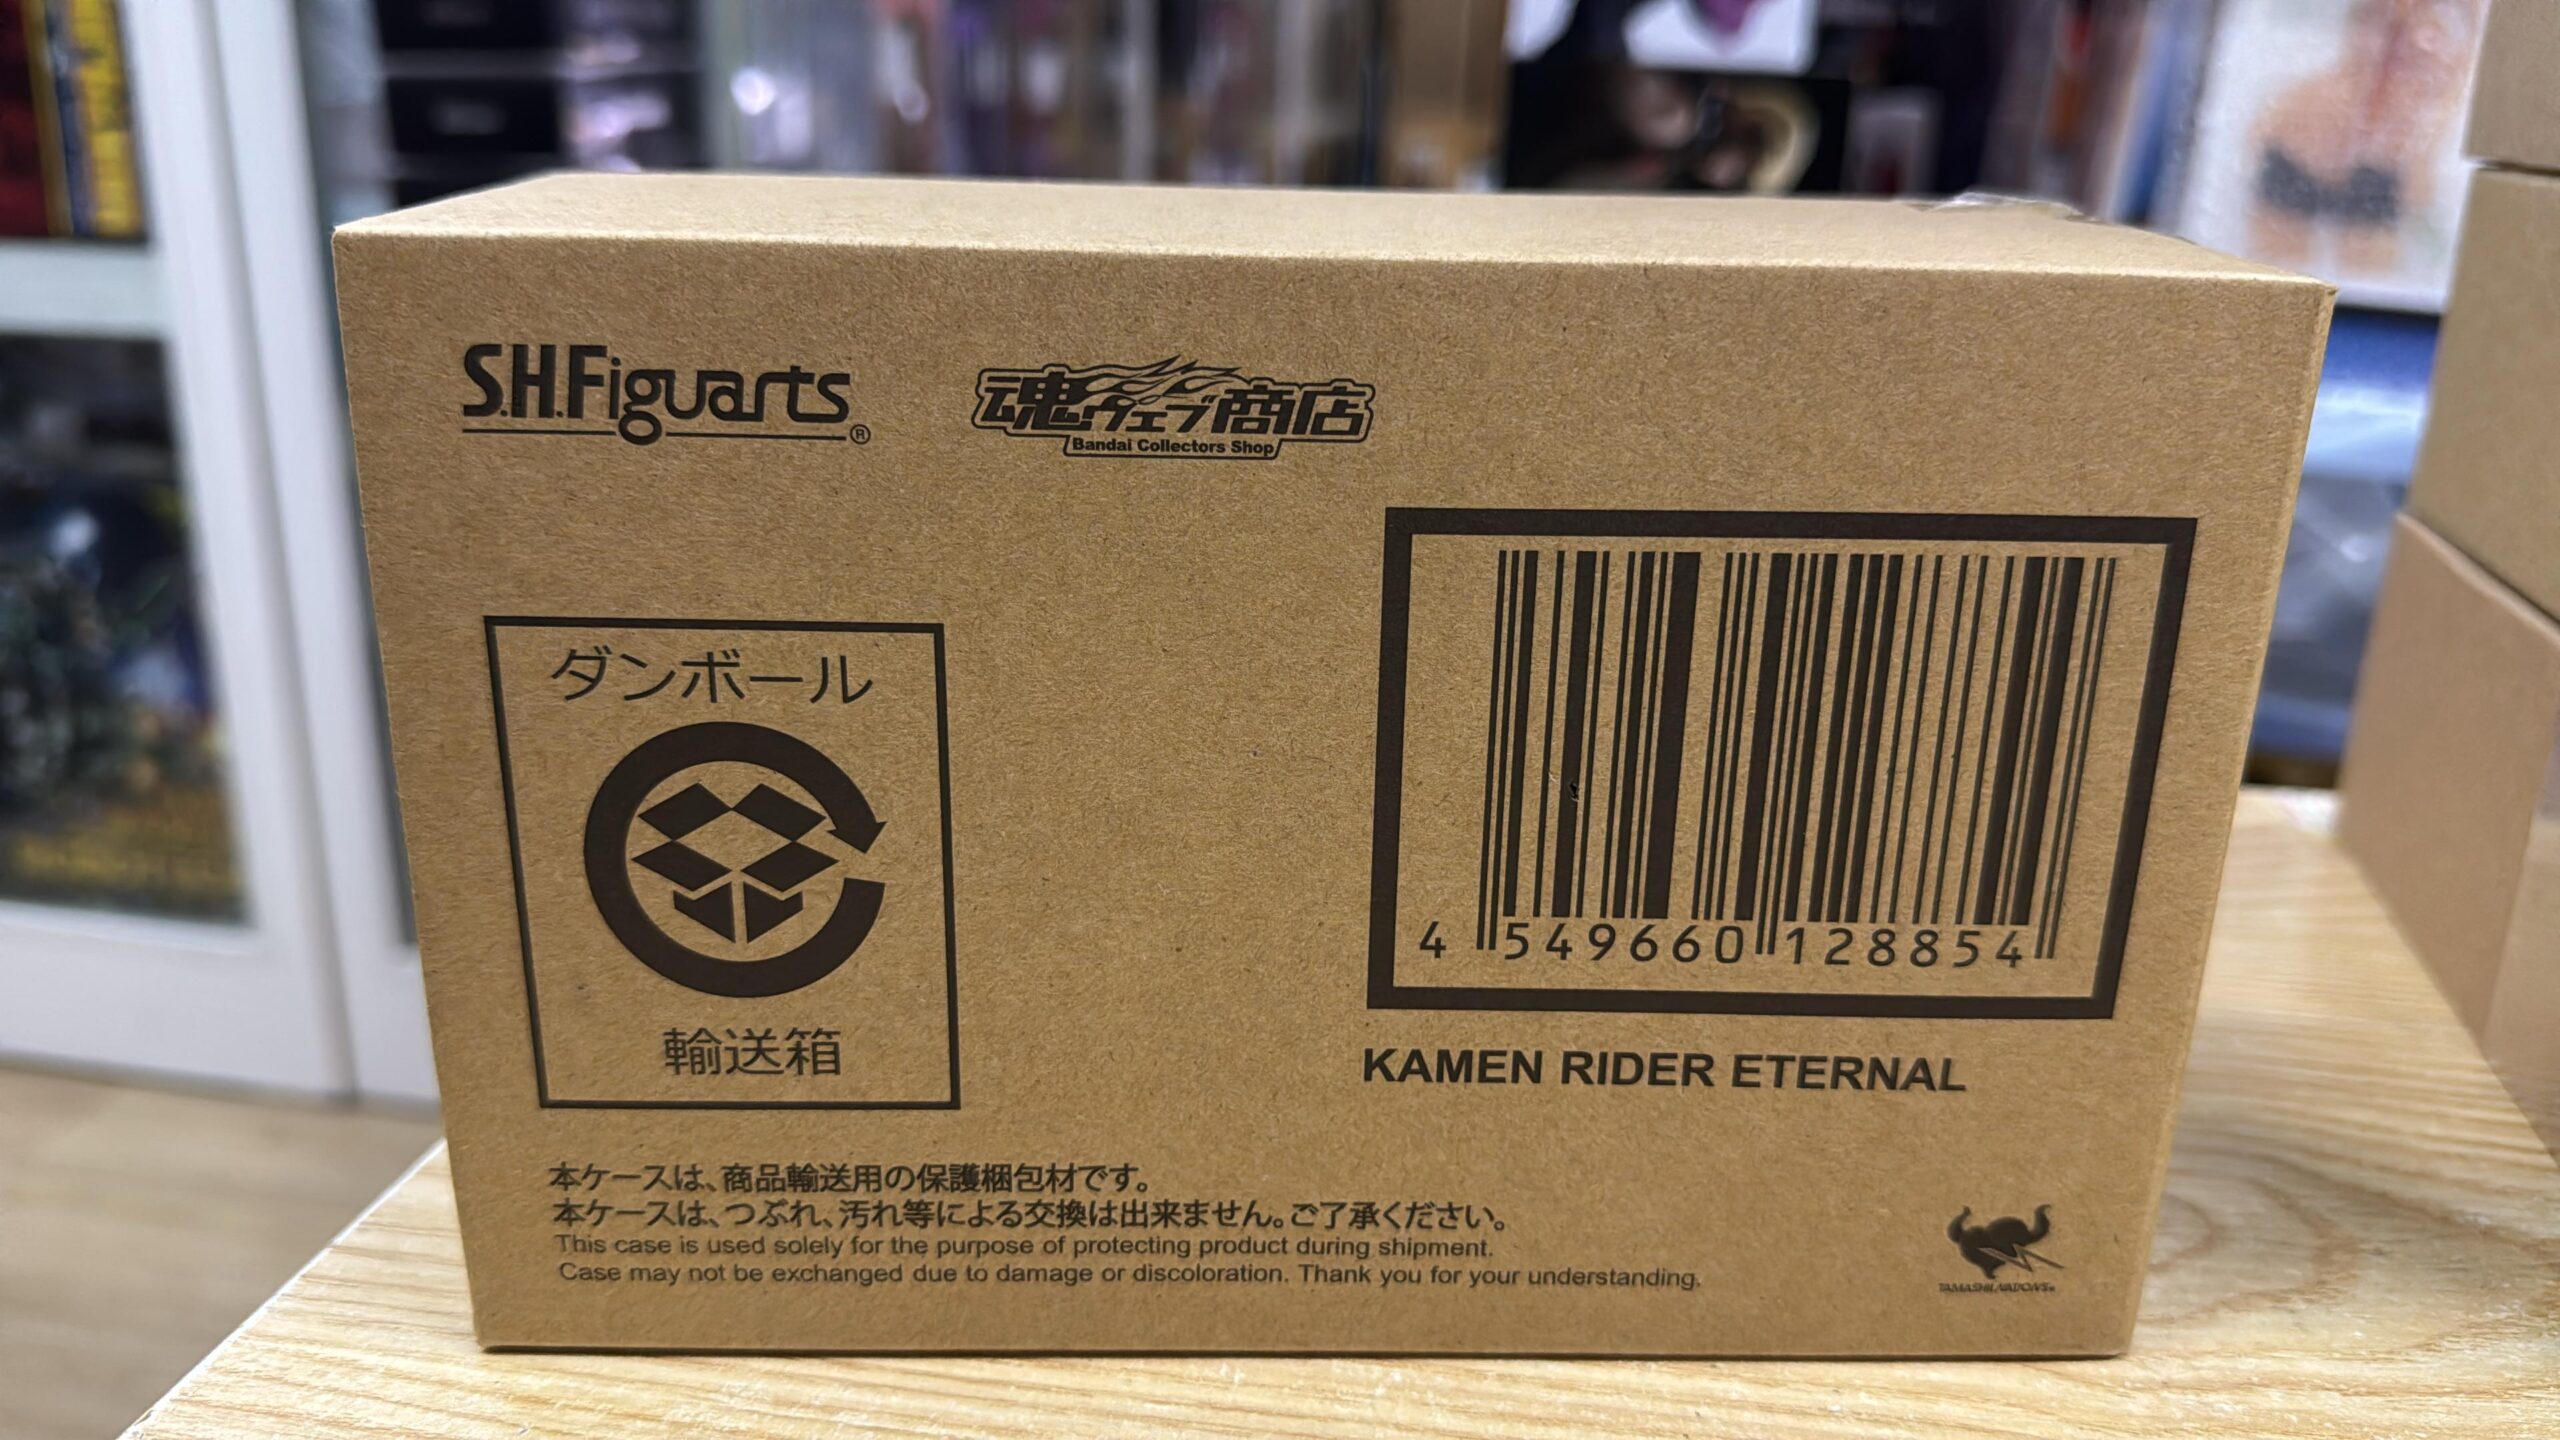 S.H.Figuarts®
魂ウェブ商店
Bandai Collectors Shop
ダンボール
輸送箱
4 549660 128854
KAMEN RIDER ETERNAL
本ケースは、商品輸送用の保護梱包材です。
本ケースは、つぶれ、汚れ等による交換は出来ません。ご了承ください。
This case is used solely for the purpose of protecting product during shipment.
Case may not be exchanged due to damage or discoloration. Thank you for your understanding.
TAMASHII NATIONS